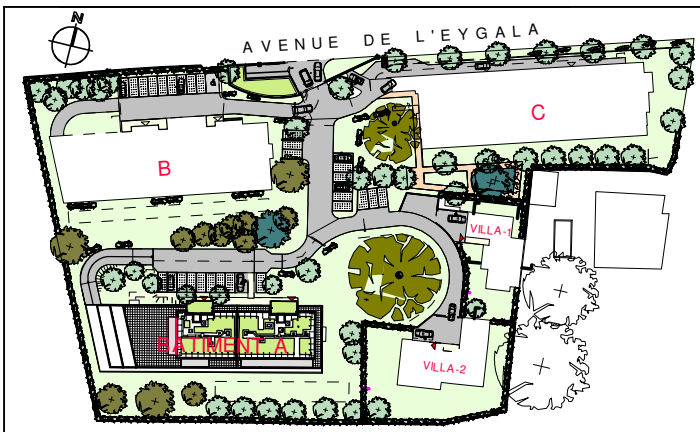 N
AVENUE DE L'EYGALA
C
B
VILLA-1
BATIMENT A
VILLA-2